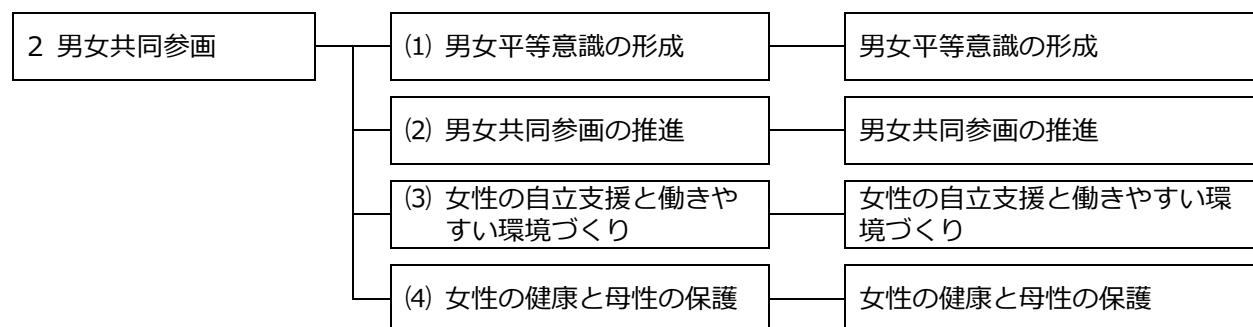 2 男女共同参画
⑴ 男女平等意識の形成
男女平等意識の形成
⑵ 男女共同参画の推進
男女共同参画の推進
⑶ 女性の自立支援と働きや
すい環境づくり
女性の自立支援と働きやすい環
境づくり
⑷ 女性の健康と母性の保護
女性の健康と母性の保護